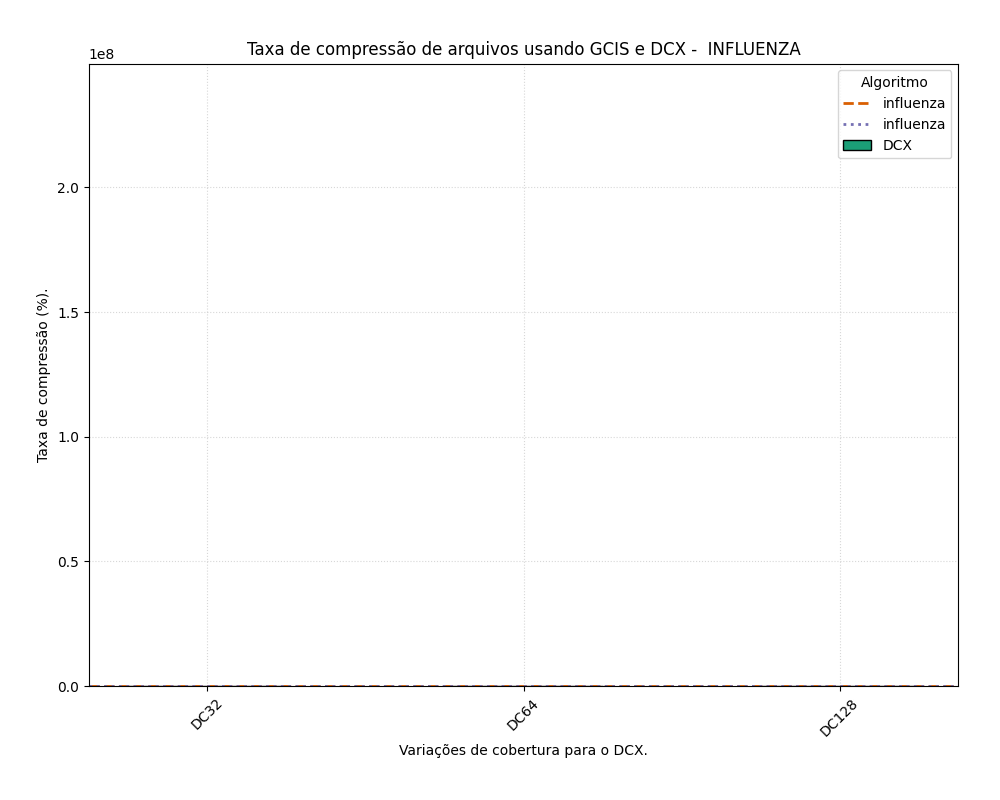 Taxa de compressão de arquivos usando GCIS e DCX -  INFLUENZA
1e8
Algoritmo
influenza
influenza
DCX
2.0
1.5
1.0
0.5
0.0
Taxa de compressão (%).
DC32
DC64
DC128
Variações de cobertura para o DCX.